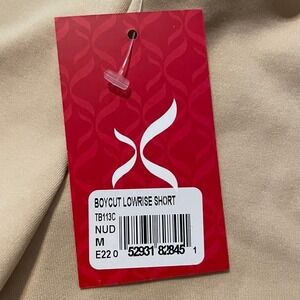 BOYCUT LOWRISE SHORT
TB113C
NUD
M
E22 0 52931 82845 1